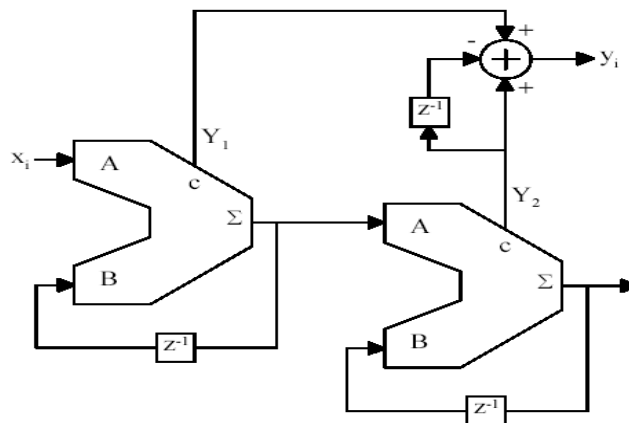 +
-
+
yᵢ
z⁻¹
+
Y₁
xᵢ
A
c
Y₂
Σ
A
c
B
Σ
z⁻¹
B
z⁻¹